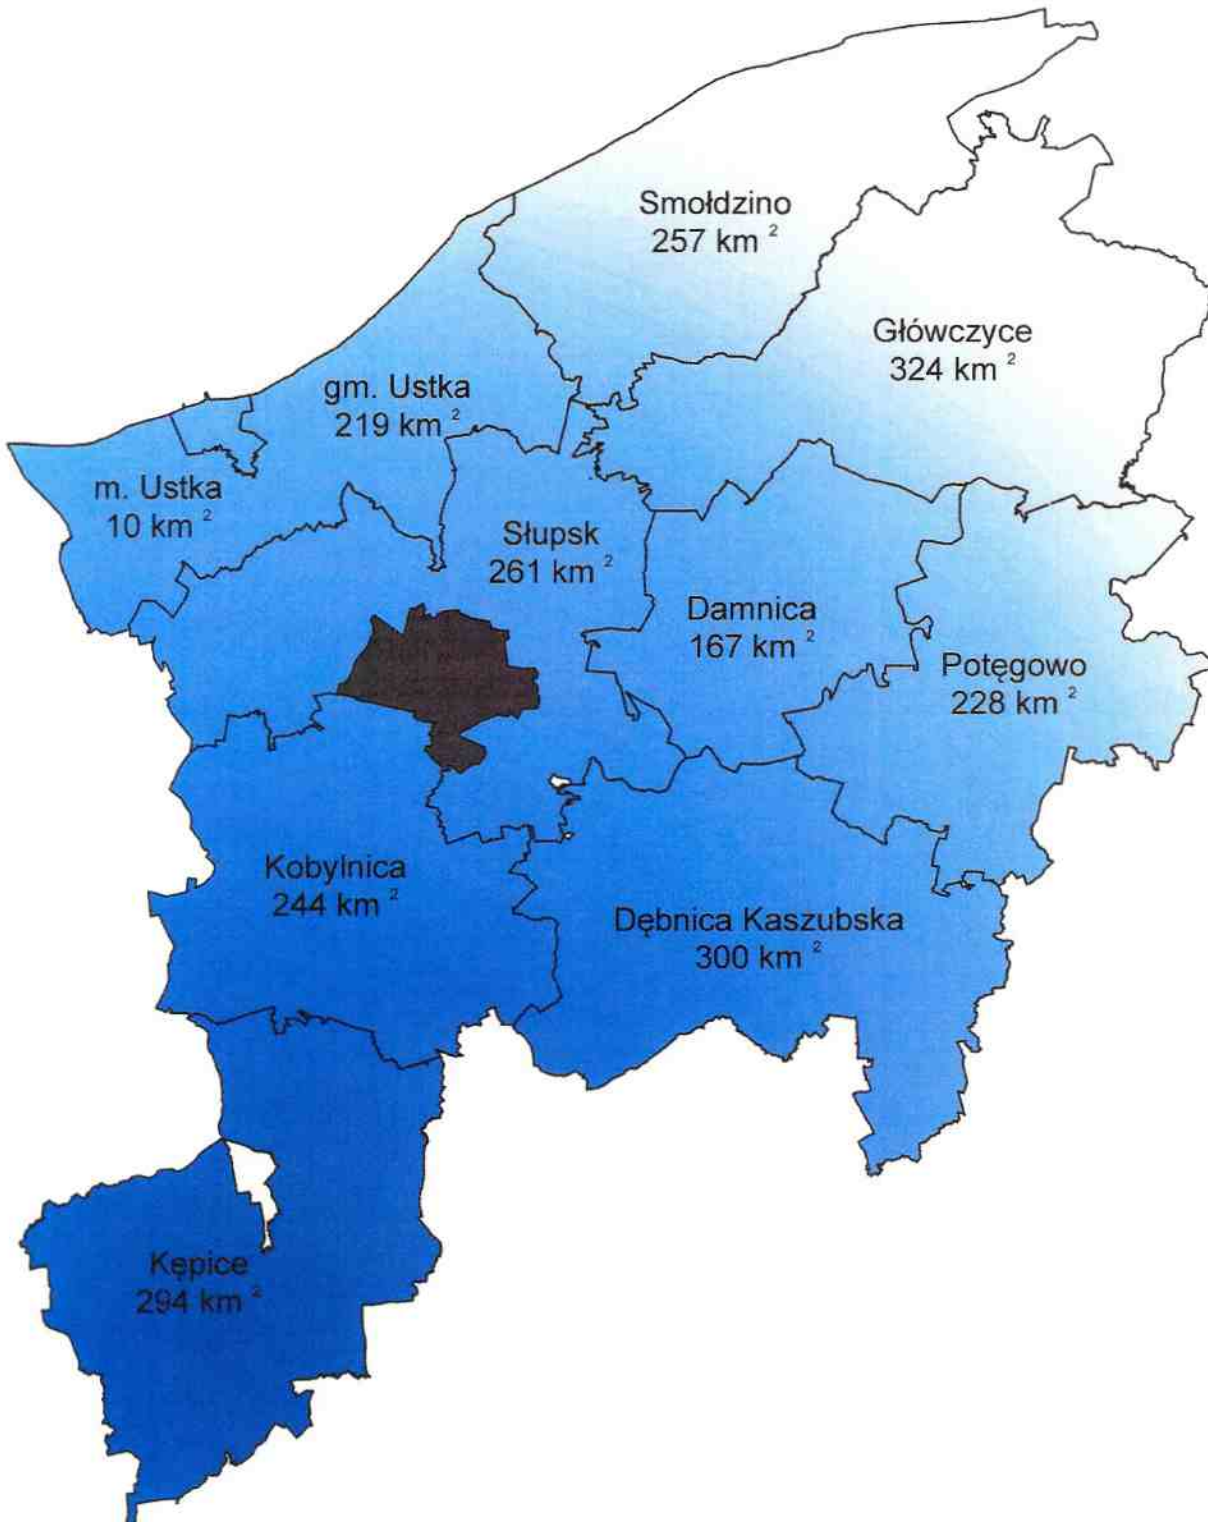 Smołdzino
257 km ²
Główczyce
324 km ²
gm. Ustka
219 km ²
m. Ustka
10 km ²
Słupsk
261 km ²
Damnica
167 km ²
Potęgowo
228 km ²
Kobylnica
244 km ²
Dębnica Kaszubska
300 km ²
Kępice
294 km ²